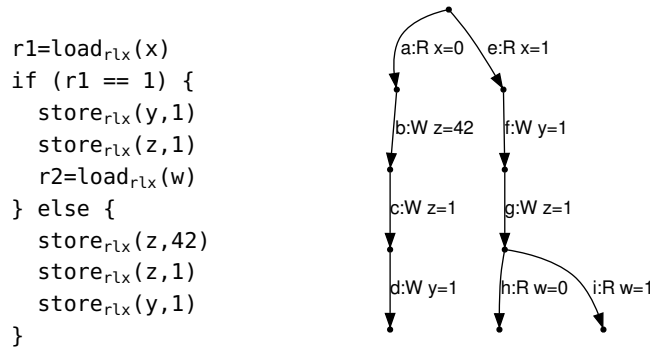 r1=load_rlx(x)
if (r1 == 1) {
store_rlx(y,1)
store_rlx(z,1)
r2=load_rlx(w)
} else {
store_rlx(z,42)
store_rlx(z,1)
store_rlx(y,1)
}
a:R x=0 e:R x=1
b:W z=42 f:W y=1
c:W z=1 g:W z=1
d:W y=1 h:R w=0 i:R w=1